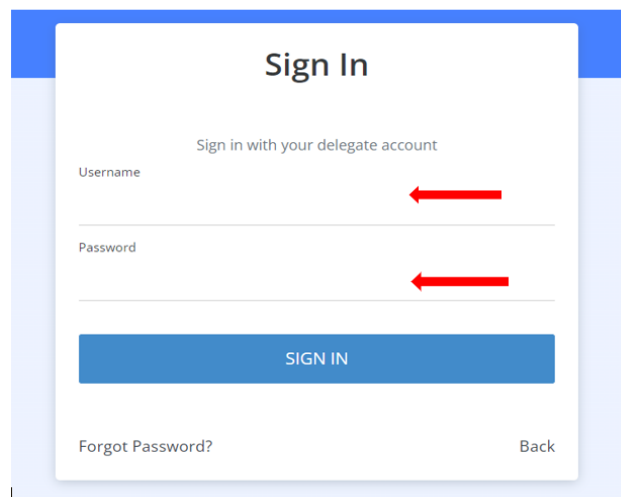 Sign In
Sign in with your delegate account
Username
Password
SIGN IN
Forgot Password? Back